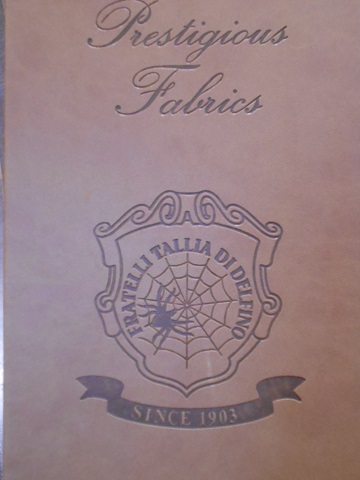 Prestigious
Fabrics
FRATELLI TALLIA DI DELFINO
SINCE 1903